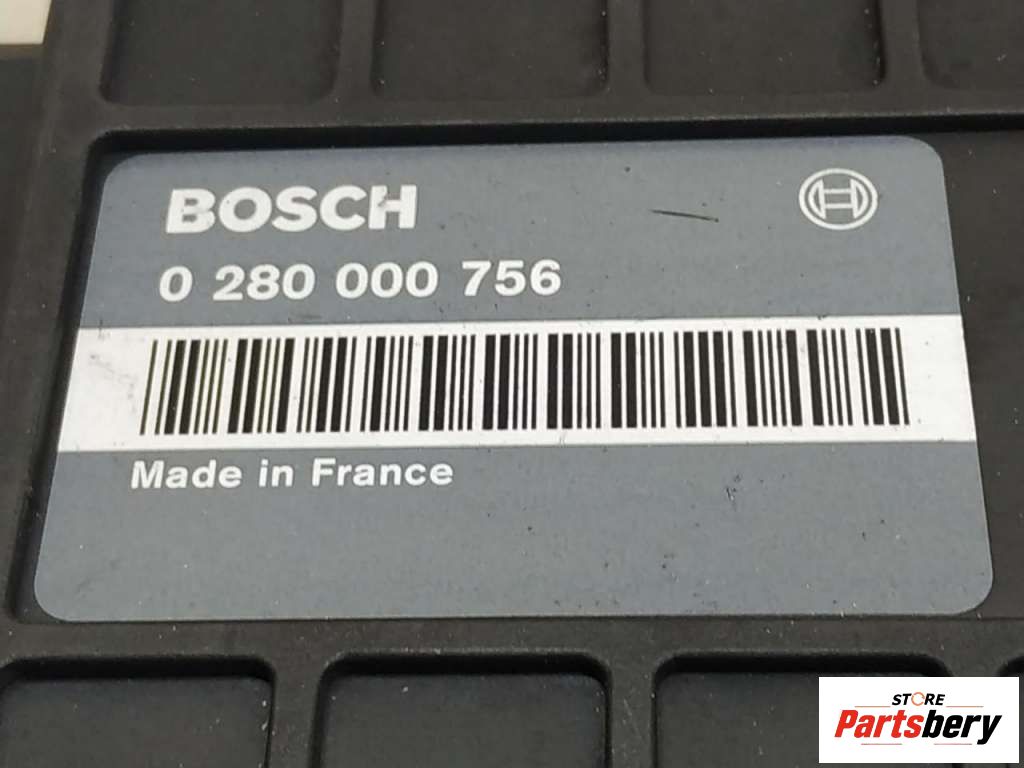 BOSCH
0 280 000 756
Made in France
STORE
Partsbery